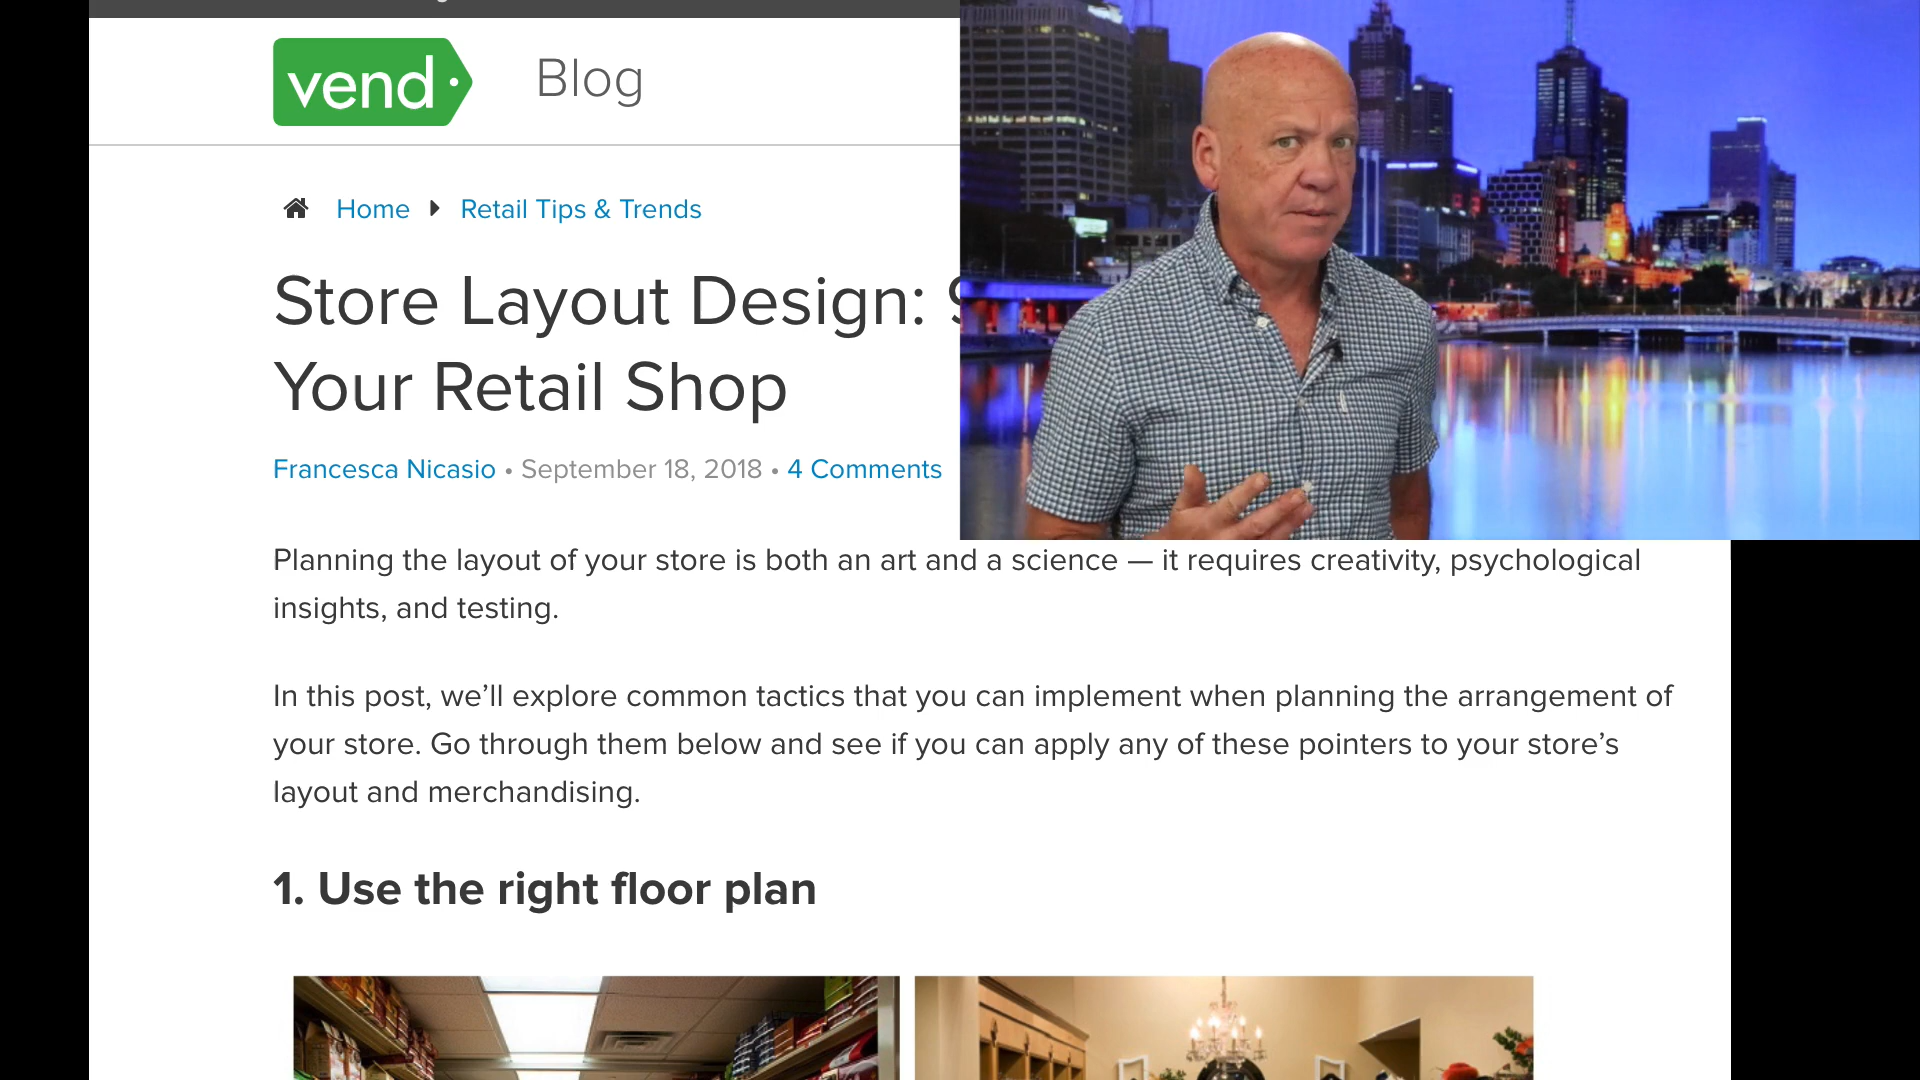 vend
Blog
Home Retail Tips & Trends
Store Layout Design:
Your Retail Shop
Francesca Nicasio • September 18, 2018 • 4 Comments
Planning the layout of your store is both an art and a science — it requires creativity, psychological
insights, and testing.
In this post, we’ll explore common tactics that you can implement when planning the arrangement of
your store. Go through them below and see if you can apply any of these pointers to your store’s
layout and merchandising.
1. Use the right floor plan